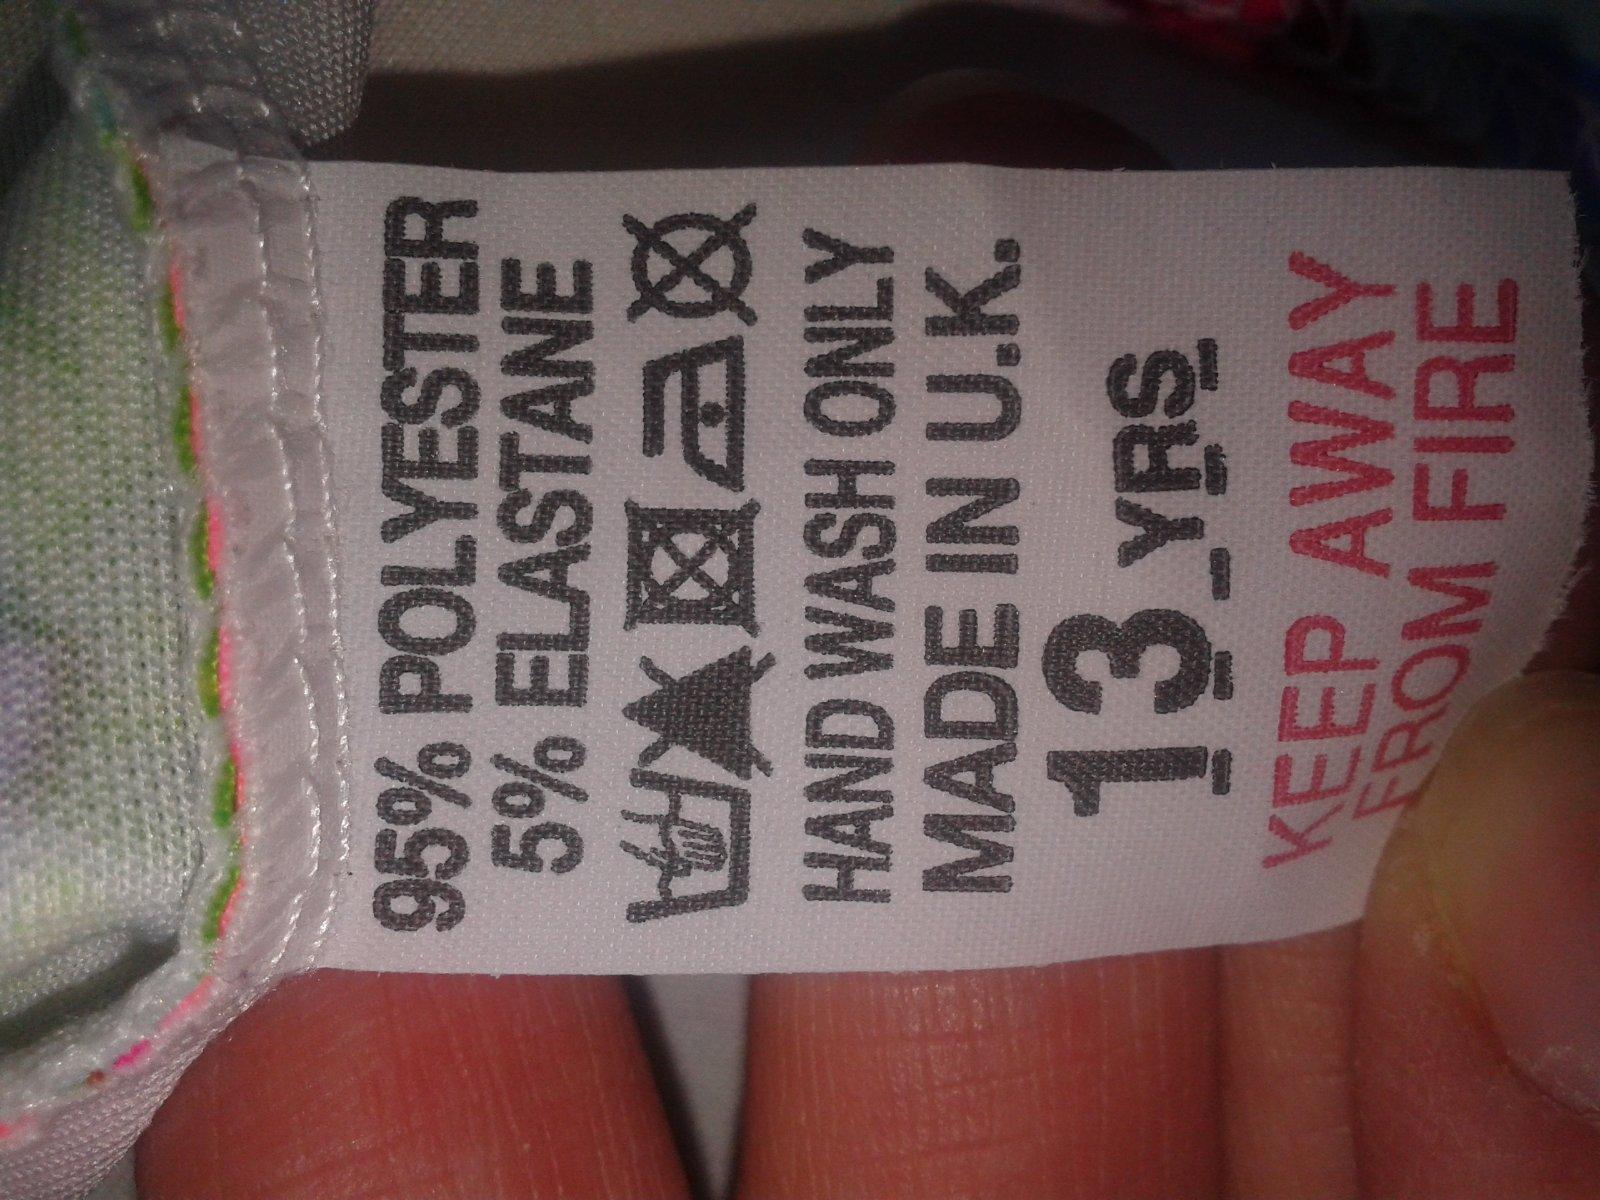 95% POLYESTER
5% ELASTANE
HAND WASH ONLY
MADE IN U.K.
13 YRS
KEEP AWAY
FROM FIRE